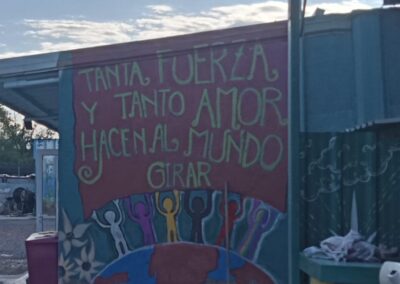 TANTA FUERZA
Y TANTO AMOR
HACEN AL MUNDO
GIRAR